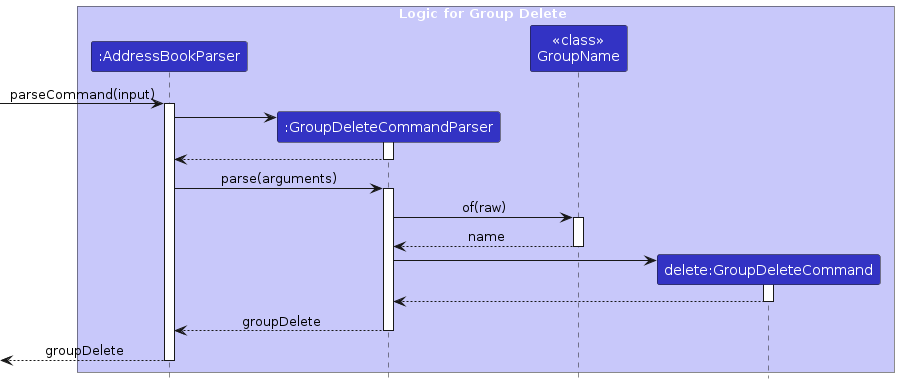 Logic for Group Delete
«class»
:AddressBookParser
GroupName
parseCommand(input)
:GroupDeleteCommandParser
parse(arguments)
of(raw)
name
delete:GroupDeleteCommand
groupDelete
groupDelete